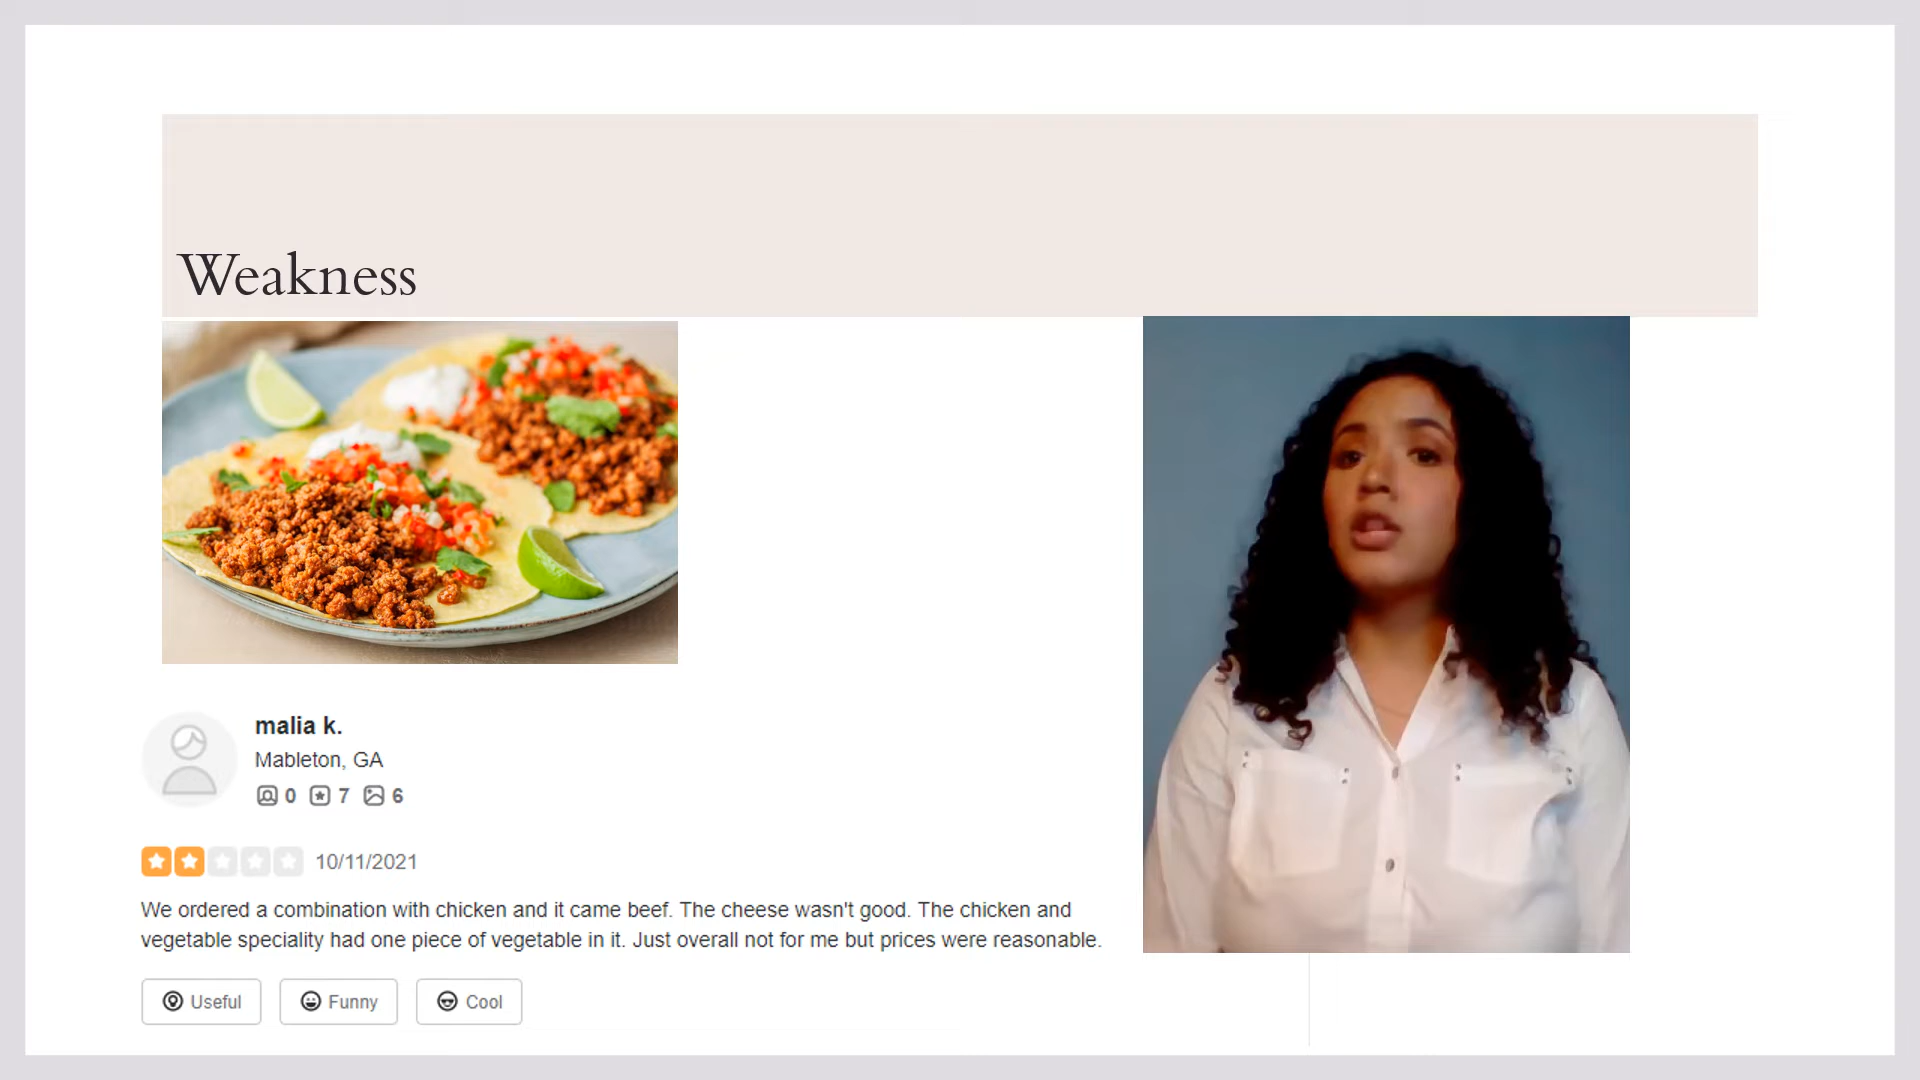 Weakness
malia k.
Mableton, GA
0 7 6
10/11/2021
We ordered a combination with chicken and it came beef. The cheese wasn't good. The chicken and
vegetable speciality had one piece of vegetable in it. Just overall not for me but prices were reasonable.
Useful Funny Cool